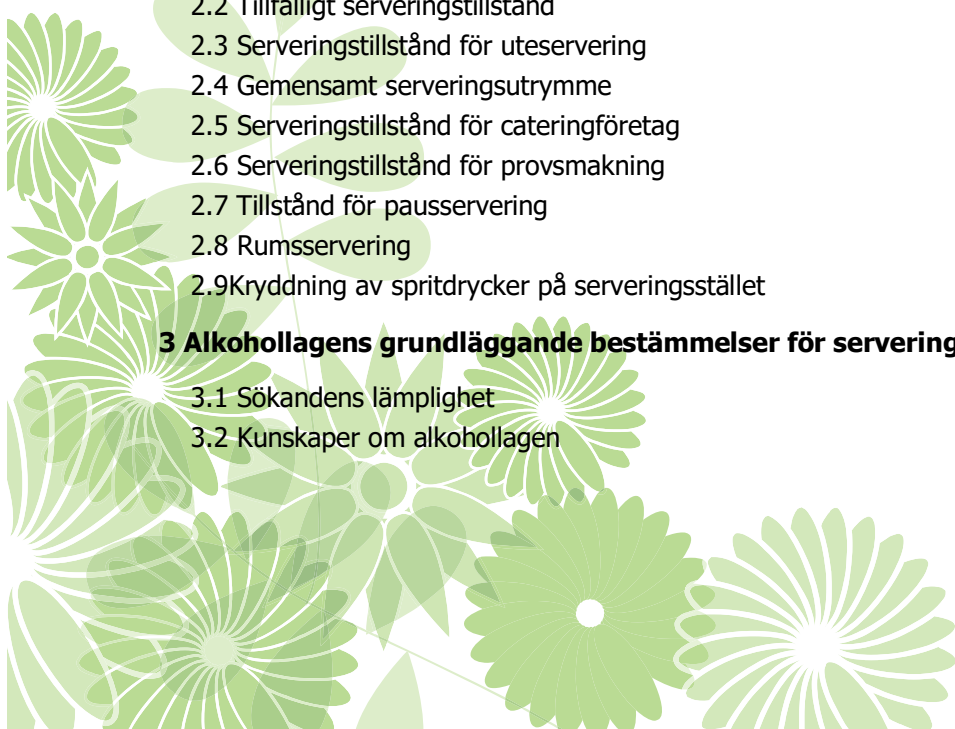 2.2 Tillfälligt serveringstillstånd
2.3 Serveringstillstånd för uteservering
2.4 Gemensamt serveringsutrymme
2.5 Serveringstillstånd för cateringföretag
2.6 Serveringstillstånd för provsmakning
2.7 Tillstånd för pausservering
2.8 Rumsservering
2.9Kryddning av spritdrycker på serveringsstället
3 Alkohollagens grundläggande bestämmelser för servering
3.1 Sökandens lämplighet
3.2 Kunskaper om alkohollagen